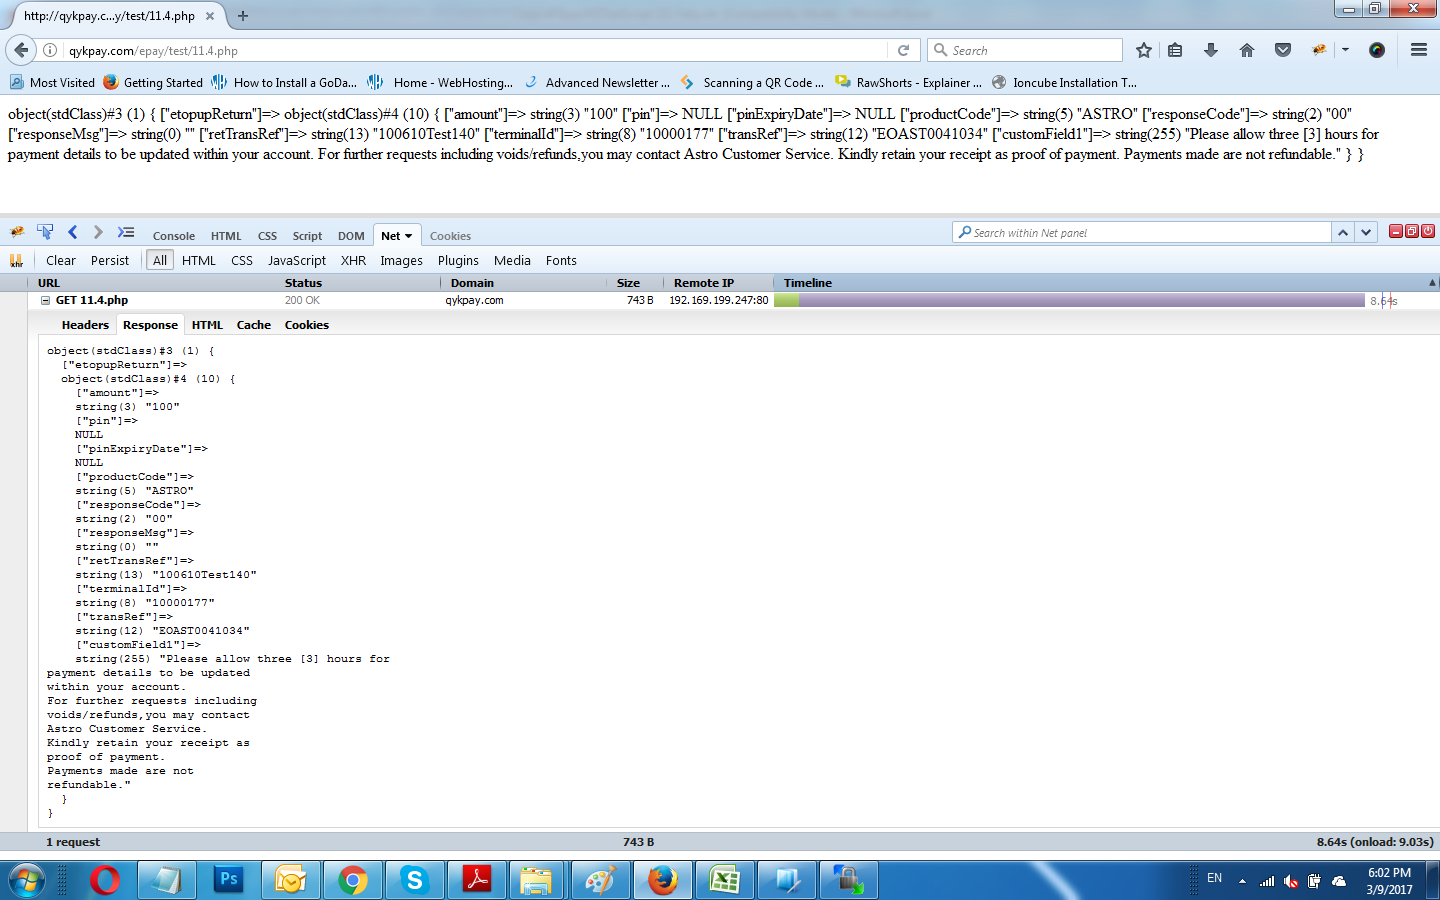 http://qykpay.c...y/test/11.4.php
qykpay.com/epay/test/11.4.php
Search
Most Visited Getting Started How to Install a GoDa... Home - WebHosting... Advanced Newsletter ... Scanning a QR Code ... RawShorts - Explainer ... Ioncube Installation T...
object(stdClass)#3 (1) { ["etopupReturn"]=> object(stdClass)#4 (10) { ["amount"]=> string(3) "100" ["pin"]=> NULL ["pinExpiryDate"]=> NULL ["productCode"]=> string(5) "ASTRO" ["responseCode"]=> string(2) "00"
["responseMsg"]=> string(0) "" ["retTransRef"]=> string(13) "100610Test140" ["terminalId"]=> string(8) "10000177" ["transRef"]=> string(12) "EOAST0041034" ["customField1"]=> string(255) "Please allow three [3] hours for
payment details to be updated within your account. For further requests including voids/refunds,you may contact Astro Customer Service. Kindly retain your receipt as proof of payment. Payments made are not refundable." } }
Console HTML CSS Script DOM Net Cookies
Search within Net panel
xhr
Clear Persist All HTML CSS JavaScript XHR Images Plugins Media Fonts
URL Status Domain Size Remote IP Timeline
GET 11.4.php 200 OK qykpay.com 743 B 192.169.199.247:80 8.64s
Headers Response HTML Cache Cookies
object(stdClass)#3 (1) {
["etopupReturn"]=>
object(stdClass)#4 (10) {
["amount"]=>
string(3) "100"
["pin"]=>
NULL
["pinExpiryDate"]=>
NULL
["productCode"]=>
string(5) "ASTRO"
["responseCode"]=>
string(2) "00"
["responseMsg"]=>
string(0) ""
["retTransRef"]=>
string(13) "100610Test140"
["terminalId"]=>
string(8) "10000177"
["transRef"]=>
string(12) "EOAST0041034"
["customField1"]=>
string(255) "Please allow three [3] hours for
payment details to be updated
within your account.
For further requests including
voids/refunds,you may contact
Astro Customer Service.
Kindly retain your receipt as
proof of payment.
Payments made are not
refundable."
}
}
1 request 743 B 8.64s (onload: 9.03s)
Ps
EN
6:02 PM
3/9/2017